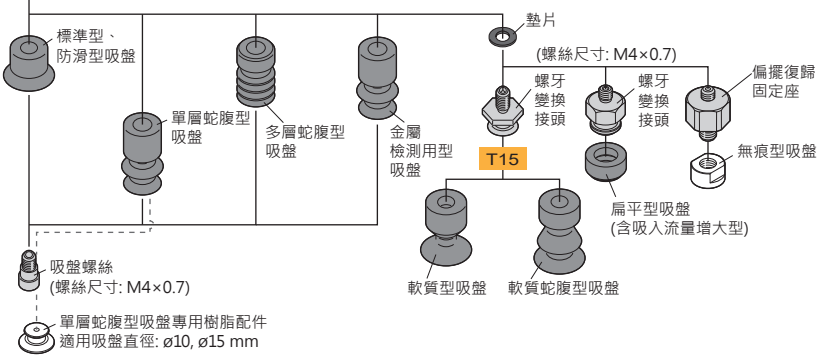 墊片
標準型、
防滑型吸盤
(螺絲尺寸: M4×0.7)
單層蛇腹型
吸盤
多層蛇腹型
吸盤
金屬
檢測用型
吸盤
螺牙
變換
接頭
螺牙
變換
接頭
偏擺復歸
固定座
T15
無痕型吸盤
扁平型吸盤
(含吸入流量增大型)
吸盤螺絲
(螺絲尺寸: M4×0.7)
軟質型吸盤
軟質蛇腹型吸盤
單層蛇腹型吸盤專用樹脂配件
適用吸盤直徑: ø10, ø15 mm